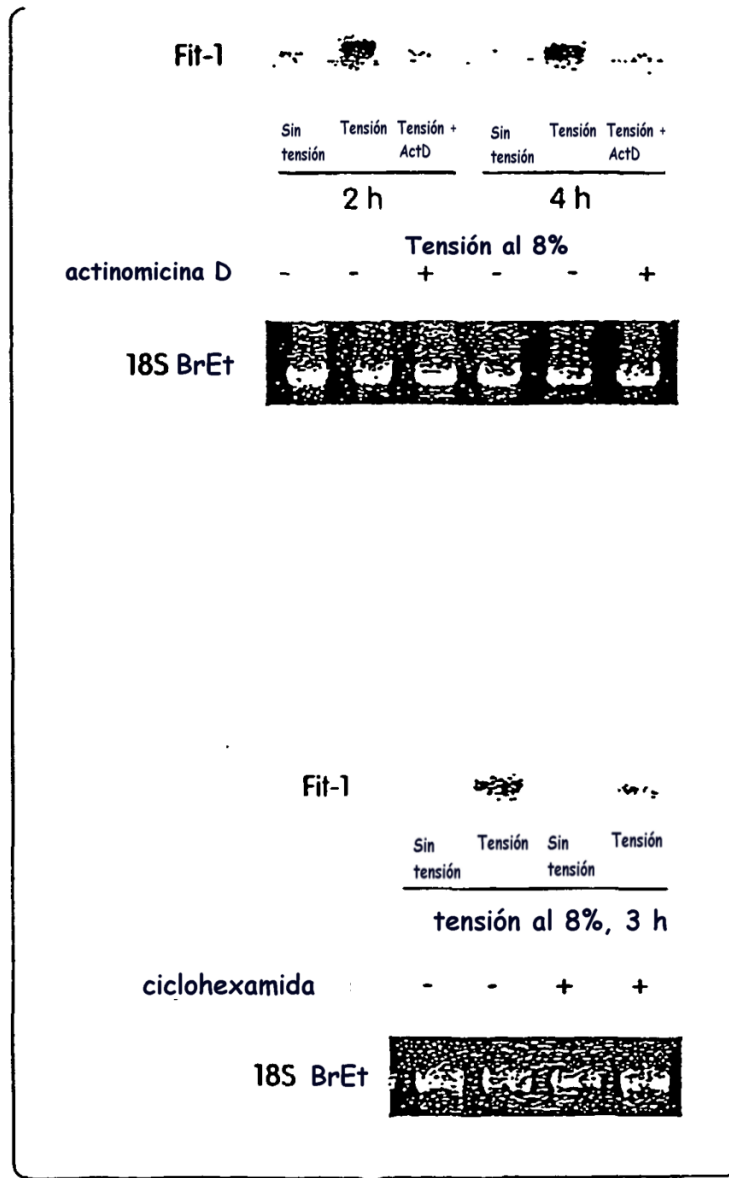 Fit-1
Sin tensión Tensión Tensión + ActD Sin tensión Tensión Tensión + ActD
2 h 4 h
Tensión al 8%
actinomicina D - - + - - +
18S BrEt
Fit-1
Sin tensión Tensión Sin tensión Tensión
tensión al 8%, 3 h
ciclohexamida - - + +
18S BrEt